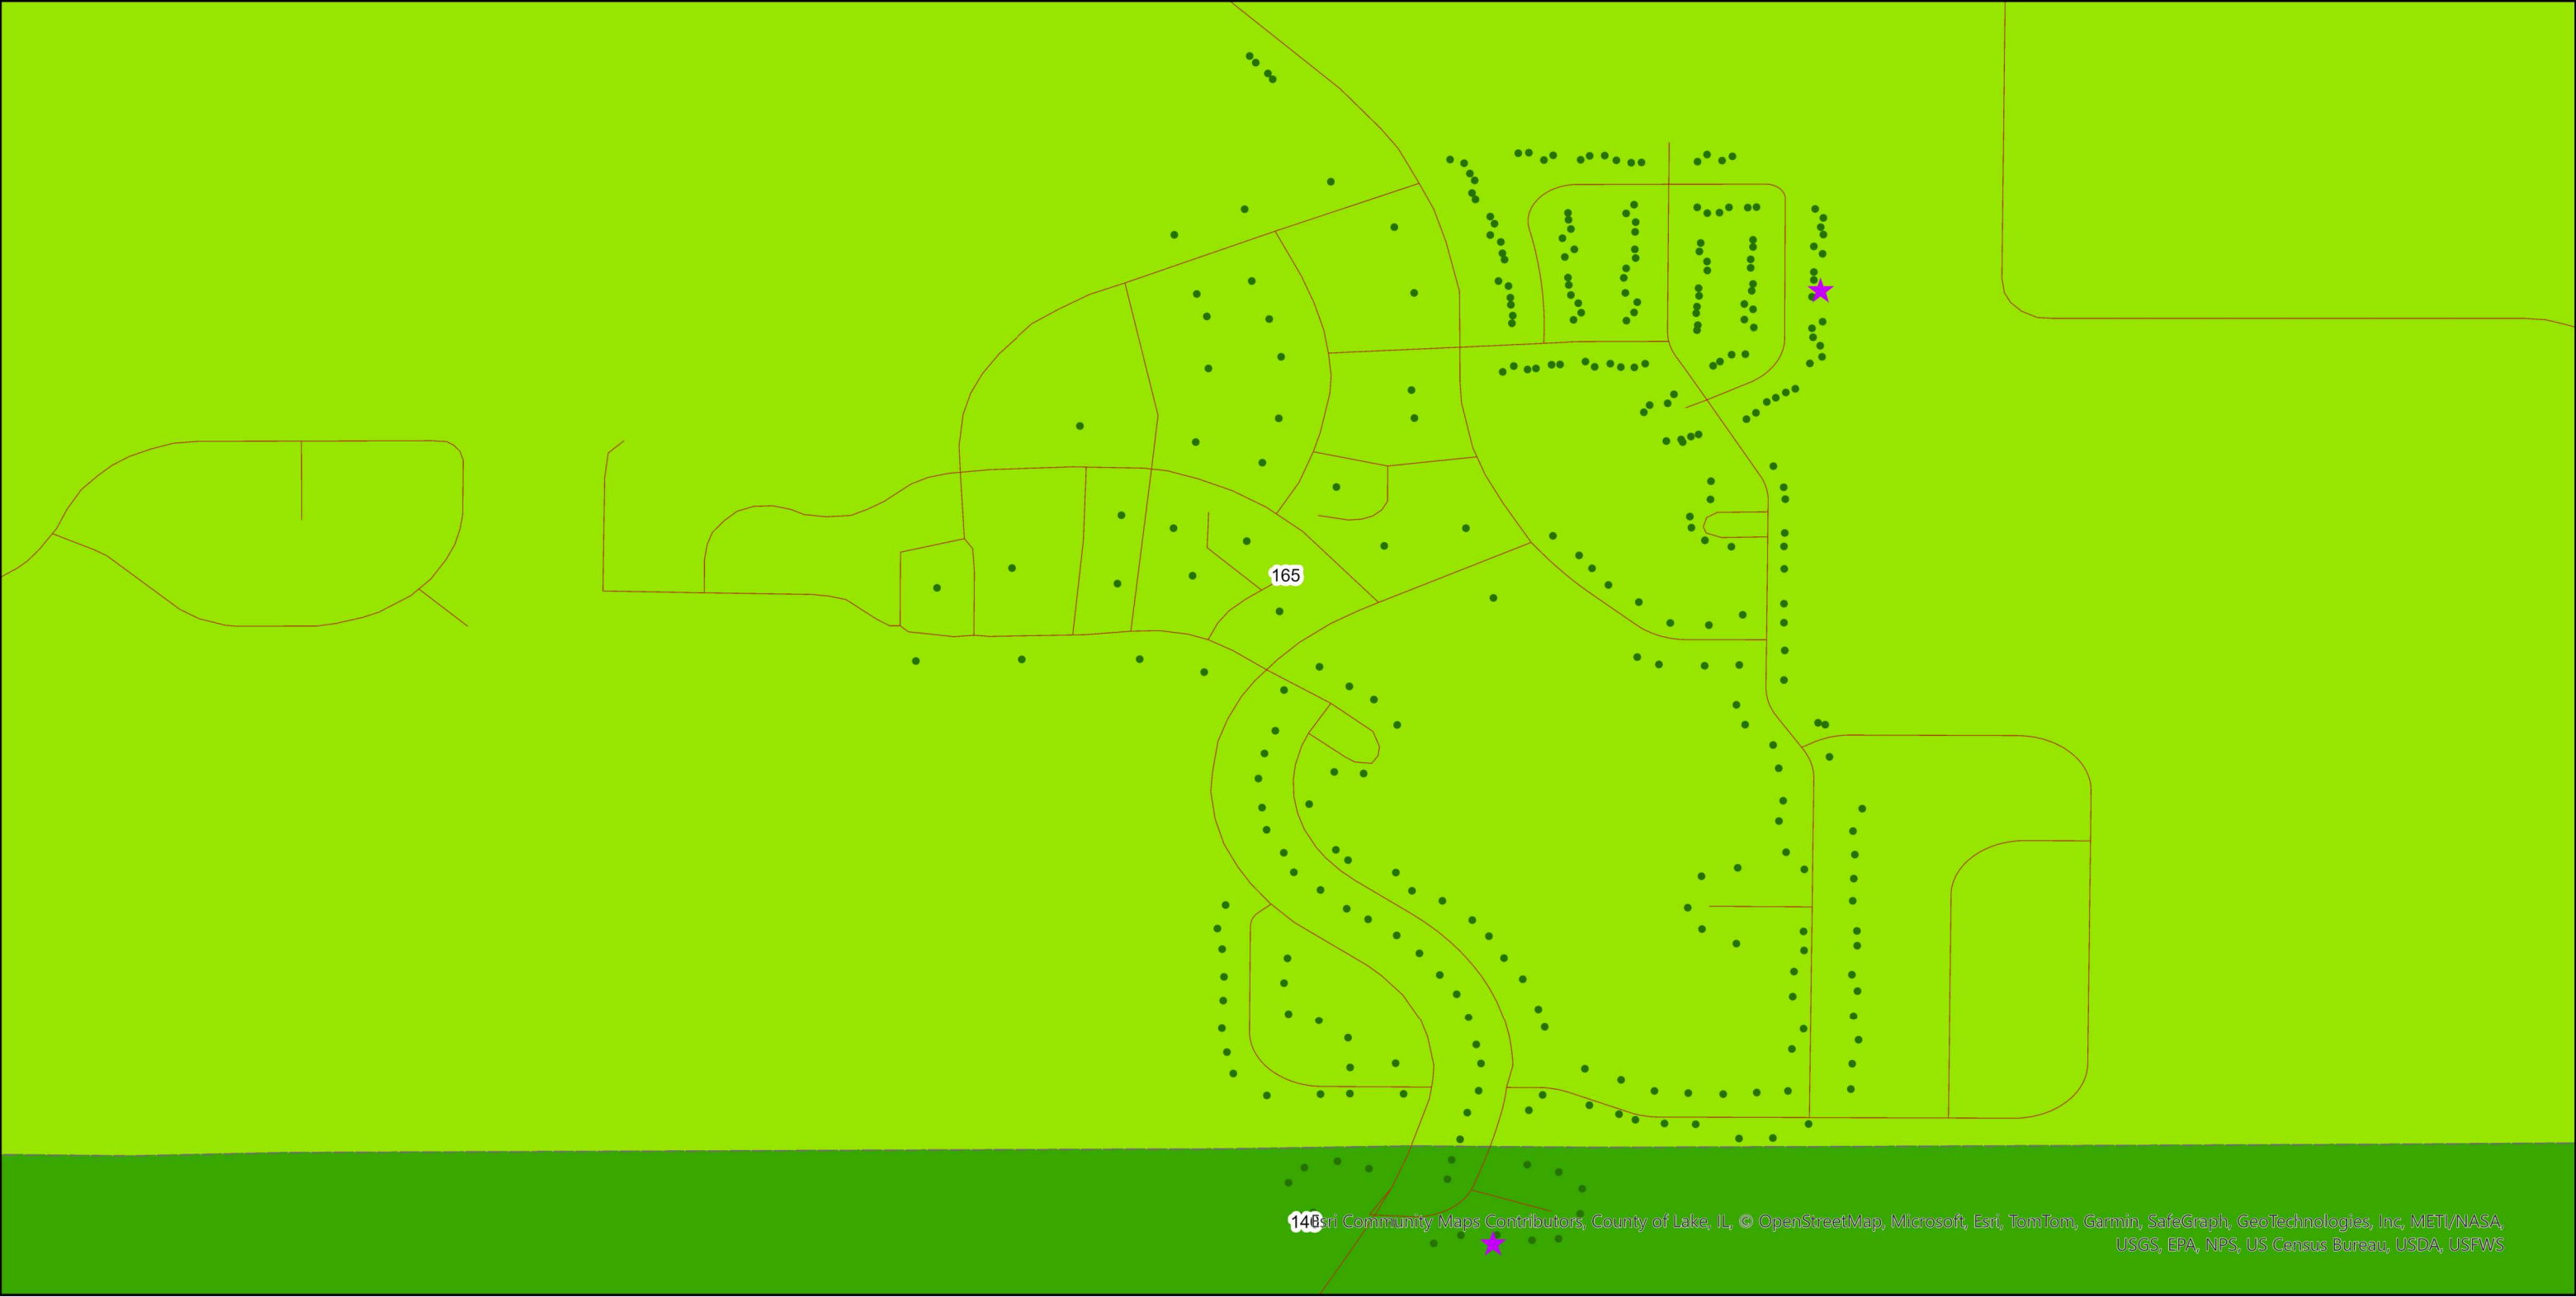 165
140
Esri Community Maps Contributors, County of Lake, IL, © OpenStreetMap, Microsoft, Esri, TomTom, Garmin, SafeGraph, GeoTechnologies, Inc, METI/NASA,
USGS, EPA, NPS, US Census Bureau, USDA, USFWS